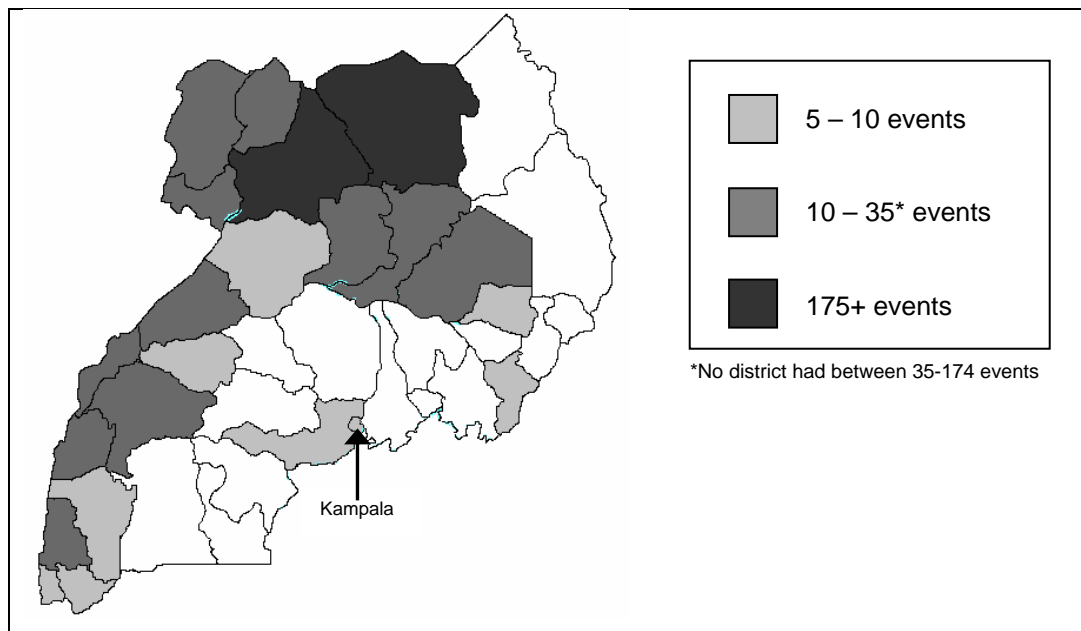 5 – 10 events
10 – 35* events
175+ events
*No district had between 35-174 events
Kampala